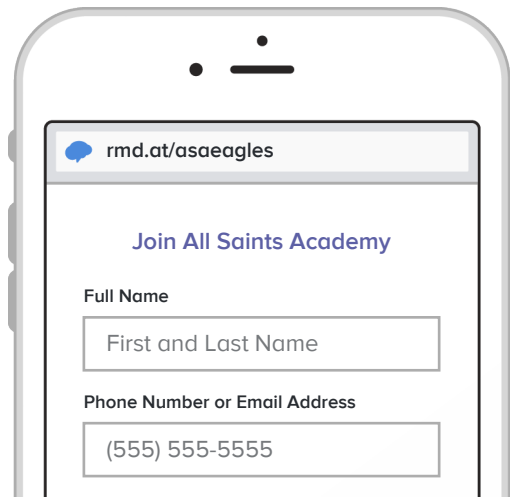 rmd.at/asaeagles
Join All Saints Academy
Full Name
First and Last Name
Phone Number or Email Address
(555) 555-5555